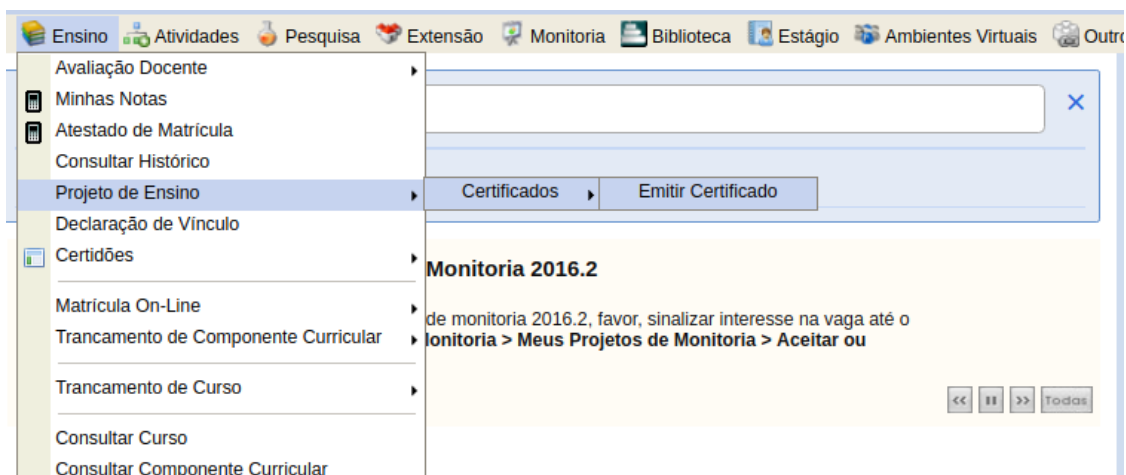 Ensino Atividades Pesquisa Extensão Monitoria Biblioteca Estágio Ambientes Virtuais Outro
Avaliação Docente
Minhas Notas
Atestado de Matrícula
Consultar Histórico
Projeto de Ensino Certificados Emitir Certificado
Declaração de Vínculo
Certidões
Monitoria 2016.2
Matrícula On-Line
de monitoria 2016.2, favor, sinalizar interesse na vaga até o
Trancamento de Componente Curricular
lonitoria > Meus Projetos de Monitoria > Aceitar ou
Trancamento de Curso
Todas
Consultar Curso
Consultar Componente Curricular